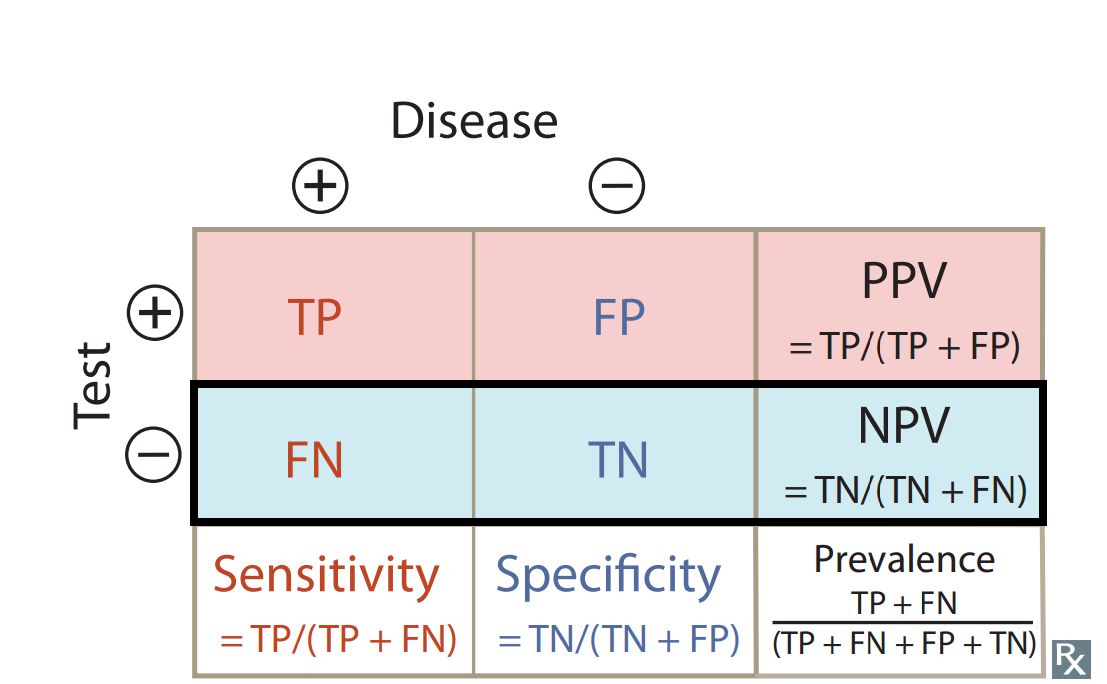 Disease
+ −
Test
+
TP FP PPV
= TP/(TP + FP)
−
FN TN NPV
= TN/(TN + FN)
Sensitivity
= TP/(TP + FN)
Specificity
= TN/(TN + FP)
Prevalence
TP + FN
(TP + FN + FP + TN)
Rx